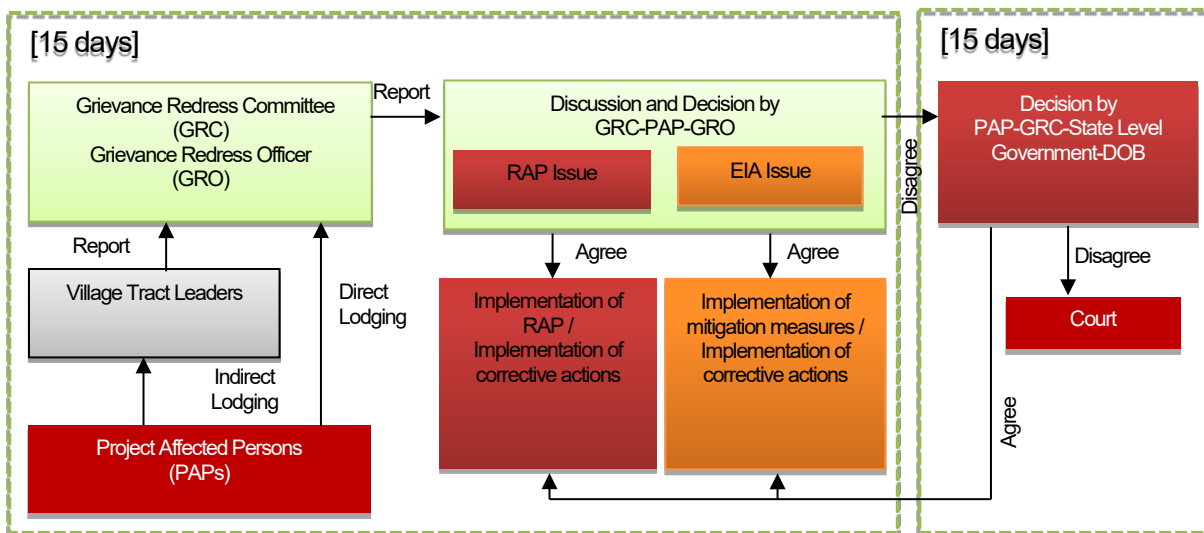 [15 days]
Grievance Redress Committee
(GRC)
Grievance Redress Officer
(GRO)
Report
Discussion and Decision by
GRC-PAP-GRO
RAP Issue
EIA Issue
Disagree
[15 days]
Decision by
PAP-GRC-State Level
Government-DOB
Report
Village Tract Leaders
Direct
Lodging
Indirect
Lodging
Project Affected Persons
(PAPs)
Agree
Agree
Implementation of
RAP /
Implementation of
corrective actions
Implementation of
mitigation measures /
Implementation of
corrective actions
Disagree
Court
Agree